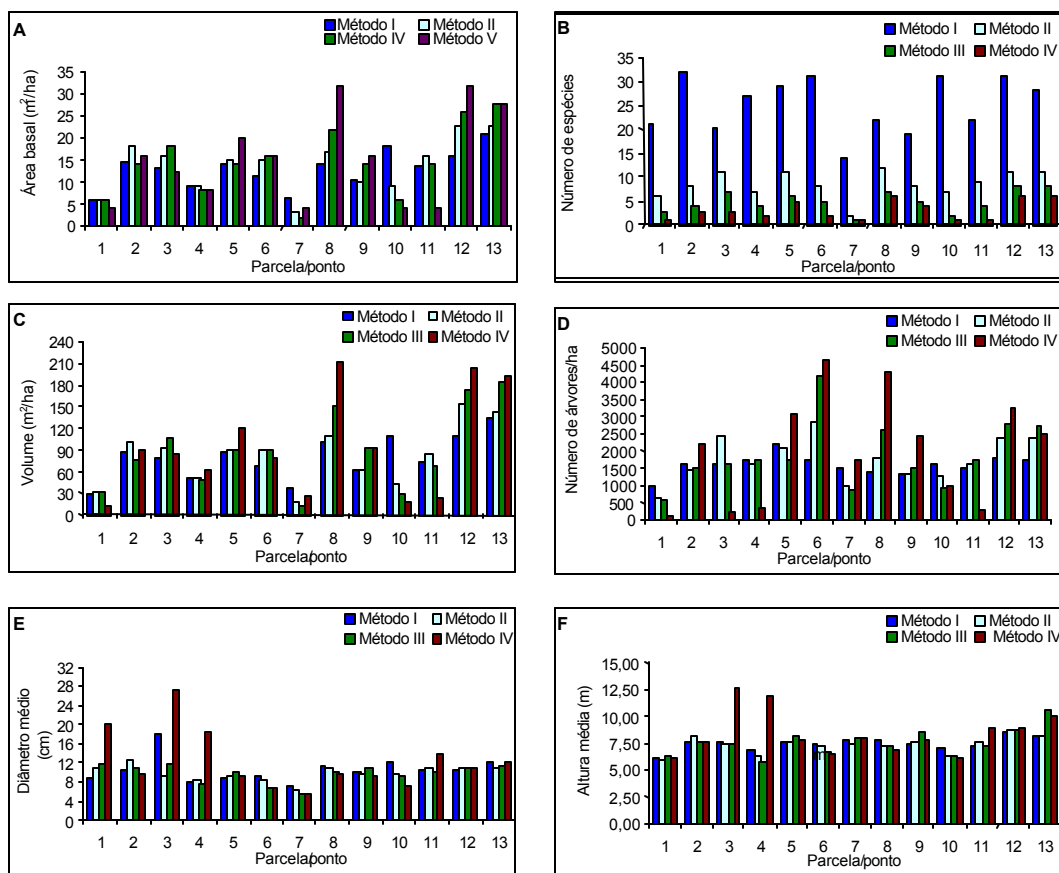 A
Método I Método II
Método IV Método V
Área basal (m²/ha)
35
30
25
20
15
10
5
0
1 2 3 4 5 6 7 8 9 10 11 12 13
Parcela/ponto
B
Método I Método II
Método III Método IV
Número de espécies
35
30
25
20
15
10
5
0
1 2 3 4 5 6 7 8 9 10 11 12 13
Parcela/ponto
C
Método I Método II
Método III Método IV
Volume (m²/ha)
240
210
180
150
120
90
60
30
0
1 2 3 4 5 6 7 8 9 10 11 12 13
Parcela/ponto
D
Método I Método II
Método III Método IV
Número de árvores/ha
5000
4500
4000
3500
3000
2500
2000
1500
1000
500
0
1 2 3 4 5 6 7 8 9 10 11 12 13
Parcela/ponto
E
Método I Método II
Método III Método IV
Diâmetro médio
(cm)
32
28
24
20
16
12
8
4
0
1 2 3 4 5 6 7 8 9 10 11 12 13
Parcela/ponto
F
Método I Método II
Método III Método IV
Altura média (m)
15,00
12,50
10,00
7,50
5,00
2,50
0,00
1 2 3 4 5 6 7 8 9 10 11 12 13
Parcela/ponto